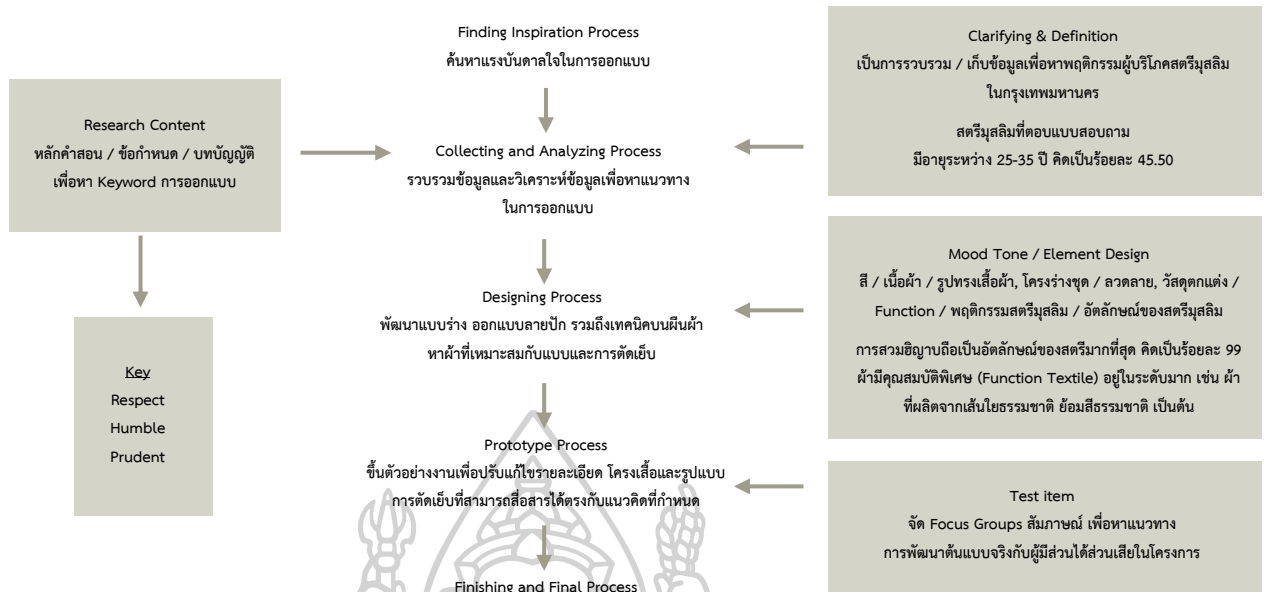 Finding Inspiration Process
ค้นหาแรงบันดาลใจในการออกแบบ
Research Content
หลักคำสอน / ข้อกำหนด / บทบัญญัติ
เพื่อหา Keyword การออกแบบ
Collecting and Analyzing Process
รวบรวมข้อมูลและวิเคราะห์ข้อมูลเพื่อหาแนวทาง
ในการออกแบบ
Clarifying & Definition
เป็นการรวบรวม / เก็บข้อมูลเพื่อหาพฤติกรรมผู้บริโภคสตรีมุสลิม
ในกรุงเทพมหานคร
สตรีมุสลิมที่ตอบแบบสอบถาม
มีอายุระหว่าง 25-35 ปี คิดเป็นร้อยละ 45.50
Key
Respect
Humble
Prudent
Designing Process
พัฒนาแบบร่าง ออกแบบลายปัก รวมถึงเทคนิคบนผืนผ้า
หาผ้าที่เหมาะสมกับแบบและการตัดเย็บ
Mood Tone / Element Design
สี / เนื้อผ้า / รูปทรงเสื้อผ้า, โครงร่างชุด / ลวดลาย, วัสดุตกแต่ง /
Function / พฤติกรรมสตรีมุสลิม / อัตลักษณ์ของสตรีมุสลิม
การสวมฮิญาบถือเป็นอัตลักษณ์ของสตรีมากที่สุด คิดเป็นร้อยละ 99
ผ้ามีคุณสมบัติพิเศษ (Function Textile) อยู่ในระดับมาก เช่น ผ้า
ที่ผลิตจากเส้นใยธรรมชาติ ย้อมสีธรรมชาติ เป็นต้น
Prototype Process
ขึ้นตัวอย่างงานเพื่อปรับแก้ไขรายละเอียด โครงเสื้อและรูปแบบ
การตัดเย็บที่สามารถสื่อสารได้ตรงกับแนวคิดที่กำหนด
Test item
จัด Focus Groups สัมภาษณ์ เพื่อหาแนวทาง
การพัฒนาต้นแบบจริงกับผู้มีส่วนได้ส่วนเสียในโครงการ
Finishing and Final Process